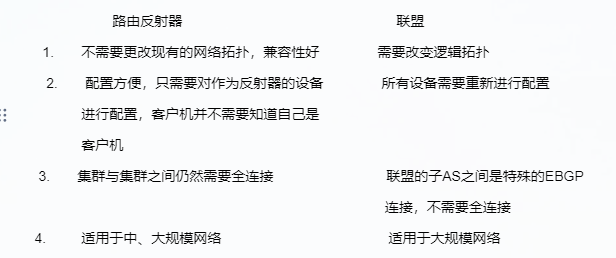 路由反射器 联盟
1. 不需要更改现有的网络拓扑，兼容性好 需要改变逻辑拓扑
2. 配置方便，只需要对作为反射器的设备 所有设备需要重新进行配置
进行配置，客户机并不需要知道自己是
客户机
3. 集群与集群之间仍然需要全连接 联盟的子AS之间是特殊的EBGP
连接，不需要全连接
4. 适用于中、大规模网络 适用于大规模网络